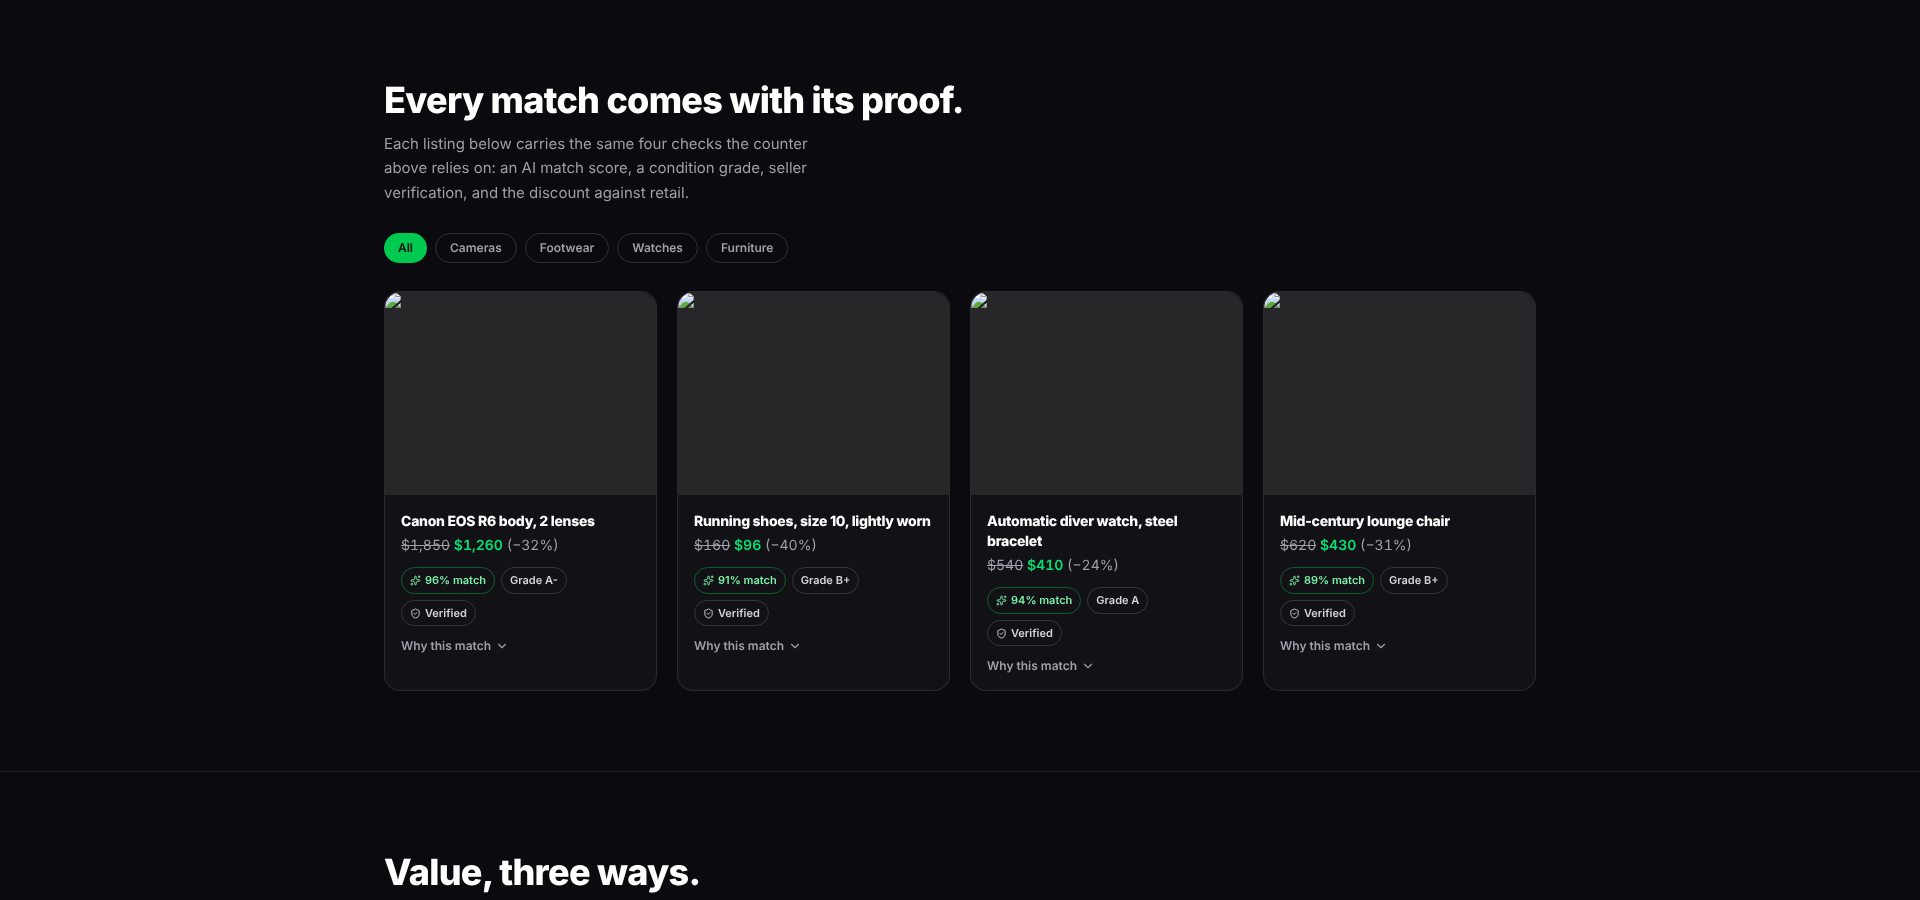 Every match comes with its proof.
Each listing below carries the same four checks the counter
above relies on: an AI match score, a condition grade, seller
verification, and the discount against retail.
All
Cameras
Footwear
Watches
Furniture
Canon EOS R6 body, 2 lenses
$1,850 $1,260 (−32%)
96% match
Grade A-
Verified
Why this match
Running shoes, size 10, lightly worn
$160 $96 (−40%)
91% match
Grade B+
Verified
Why this match
Automatic diver watch, steel
bracelet
$540 $410 (−24%)
94% match
Grade A
Verified
Why this match
Mid-century lounge chair
$620 $430 (−31%)
89% match
Grade B+
Verified
Why this match
Value, three ways.